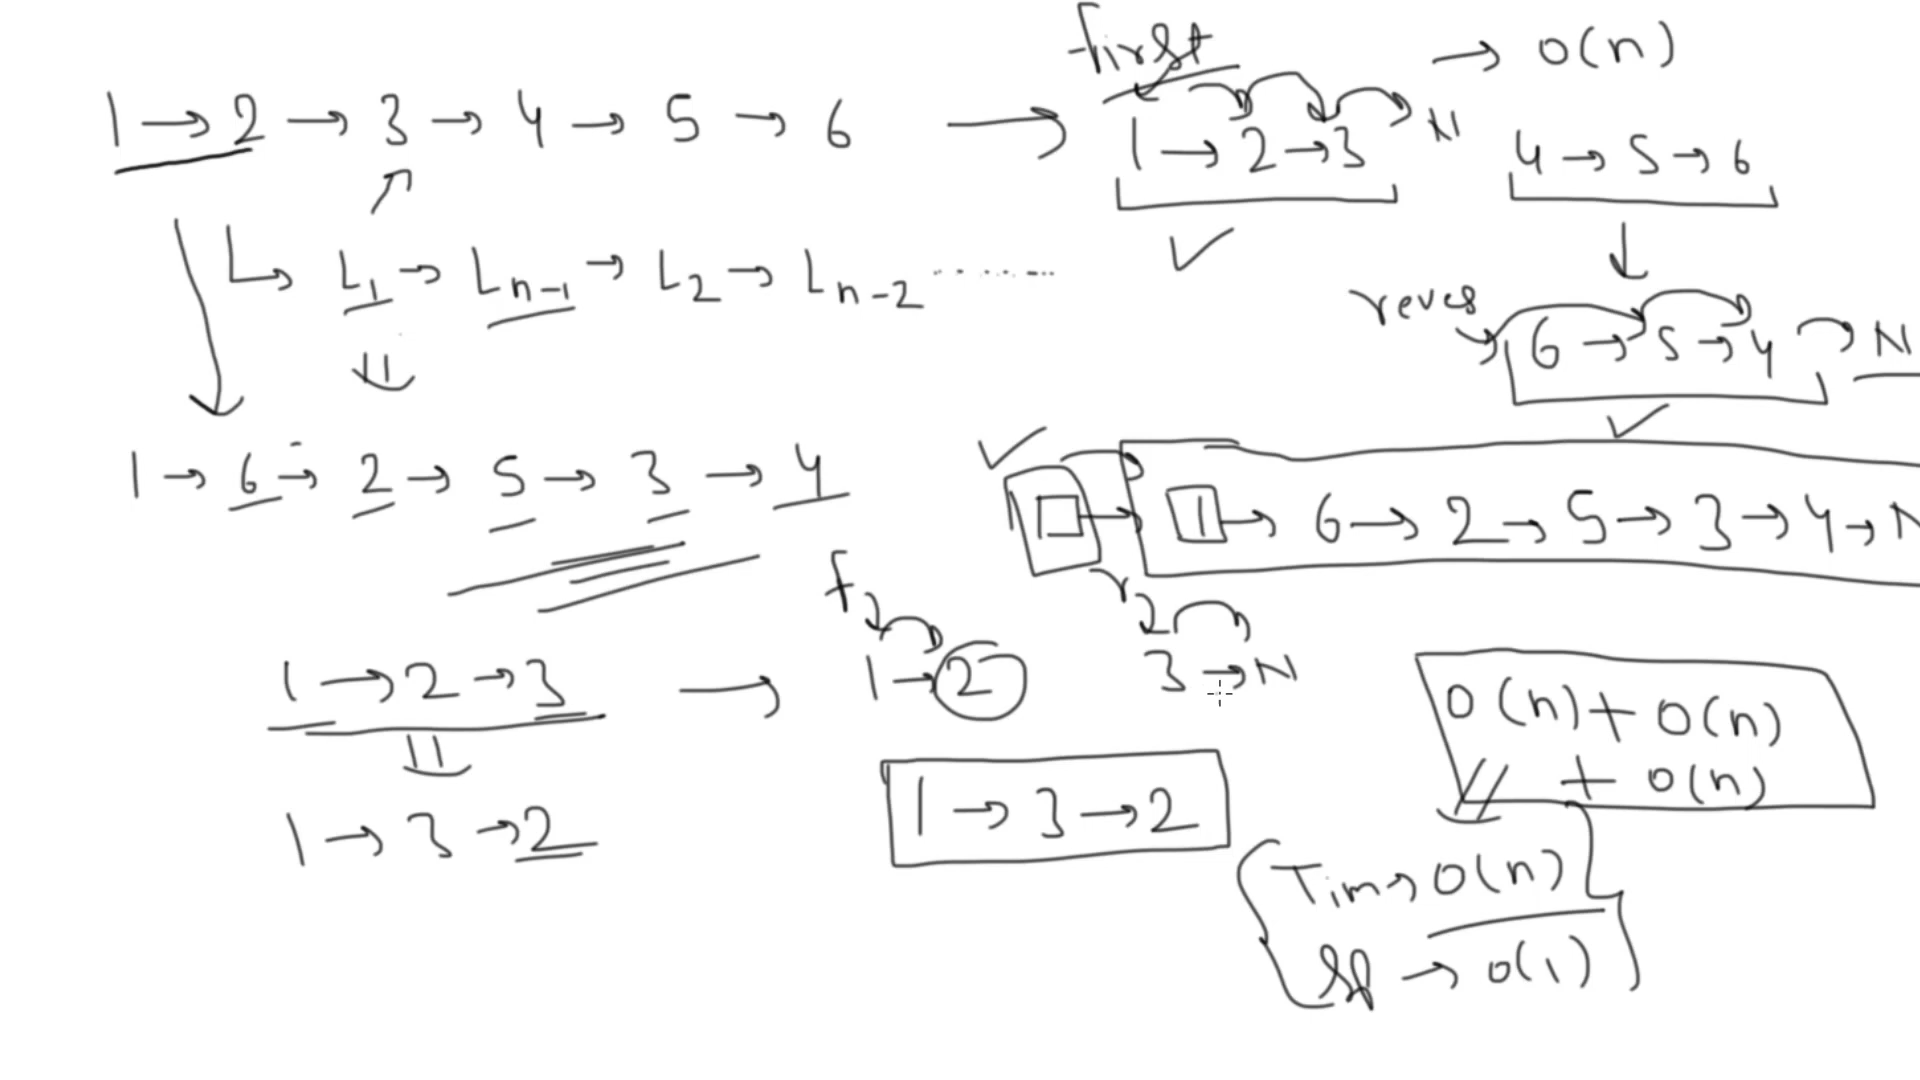 1 → 2 → 3 → 4 → 5 → 6 →
first
→ O(n)
1 → 2 → 3 N
4 → 5 → 6
L → L1 → Ln-1 → L2 → Ln-2 ........
reves
6 → 5 → 4 N
1 → 6 → 2 → 5 → 3 → 4
1 → 6 → 2 → 5 → 3 → 4 → N
f
r
1 → 2 → 3 →
1 → 2
3 → N
1 → 3 → 2
1 → 3 → 2
O(n) + O(n)
+ O(n)
Tim → O(n)
Sp → O(1)